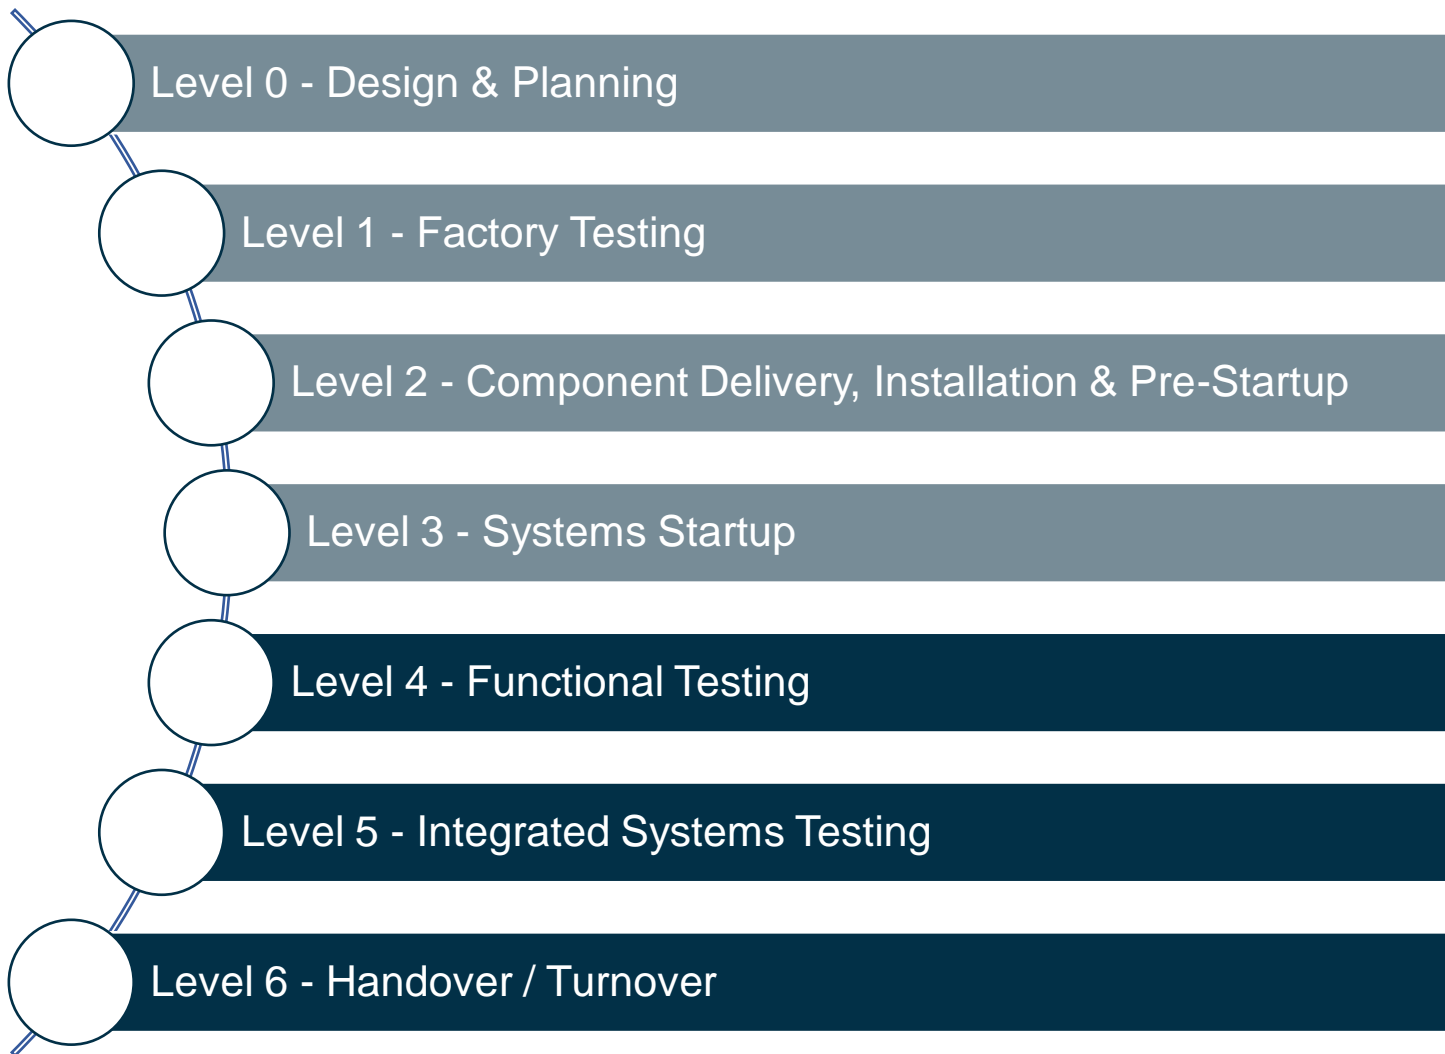 Level 0 - Design & Planning
Level 1 - Factory Testing
Level 2 - Component Delivery, Installation & Pre-Startup
Level 3 - Systems Startup
Level 4 - Functional Testing
Level 5 - Integrated Systems Testing
Level 6 - Handover / Turnover